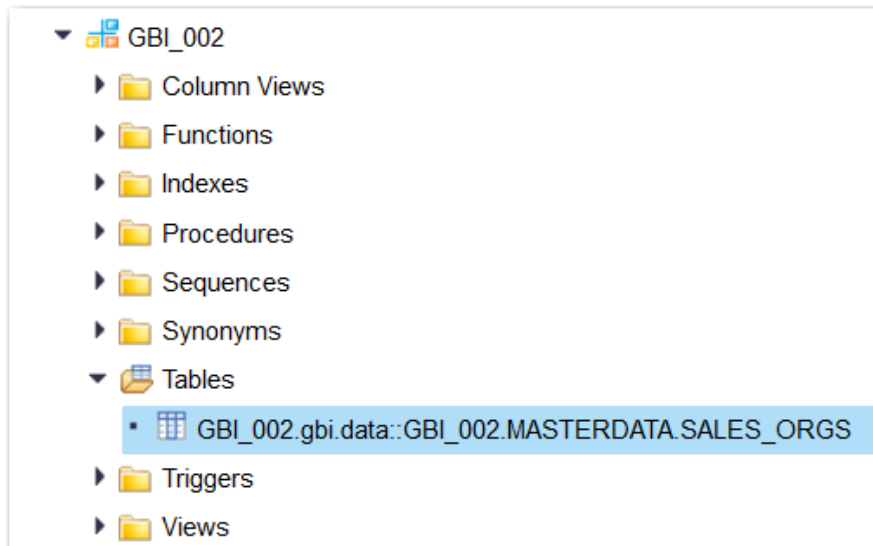 GBI_002
Column Views
Functions
Indexes
Procedures
Sequences
Synonyms
Tables
GBI_002.gbi.data::GBI_002.MASTERDATA.SALES_ORGS
Triggers
Views